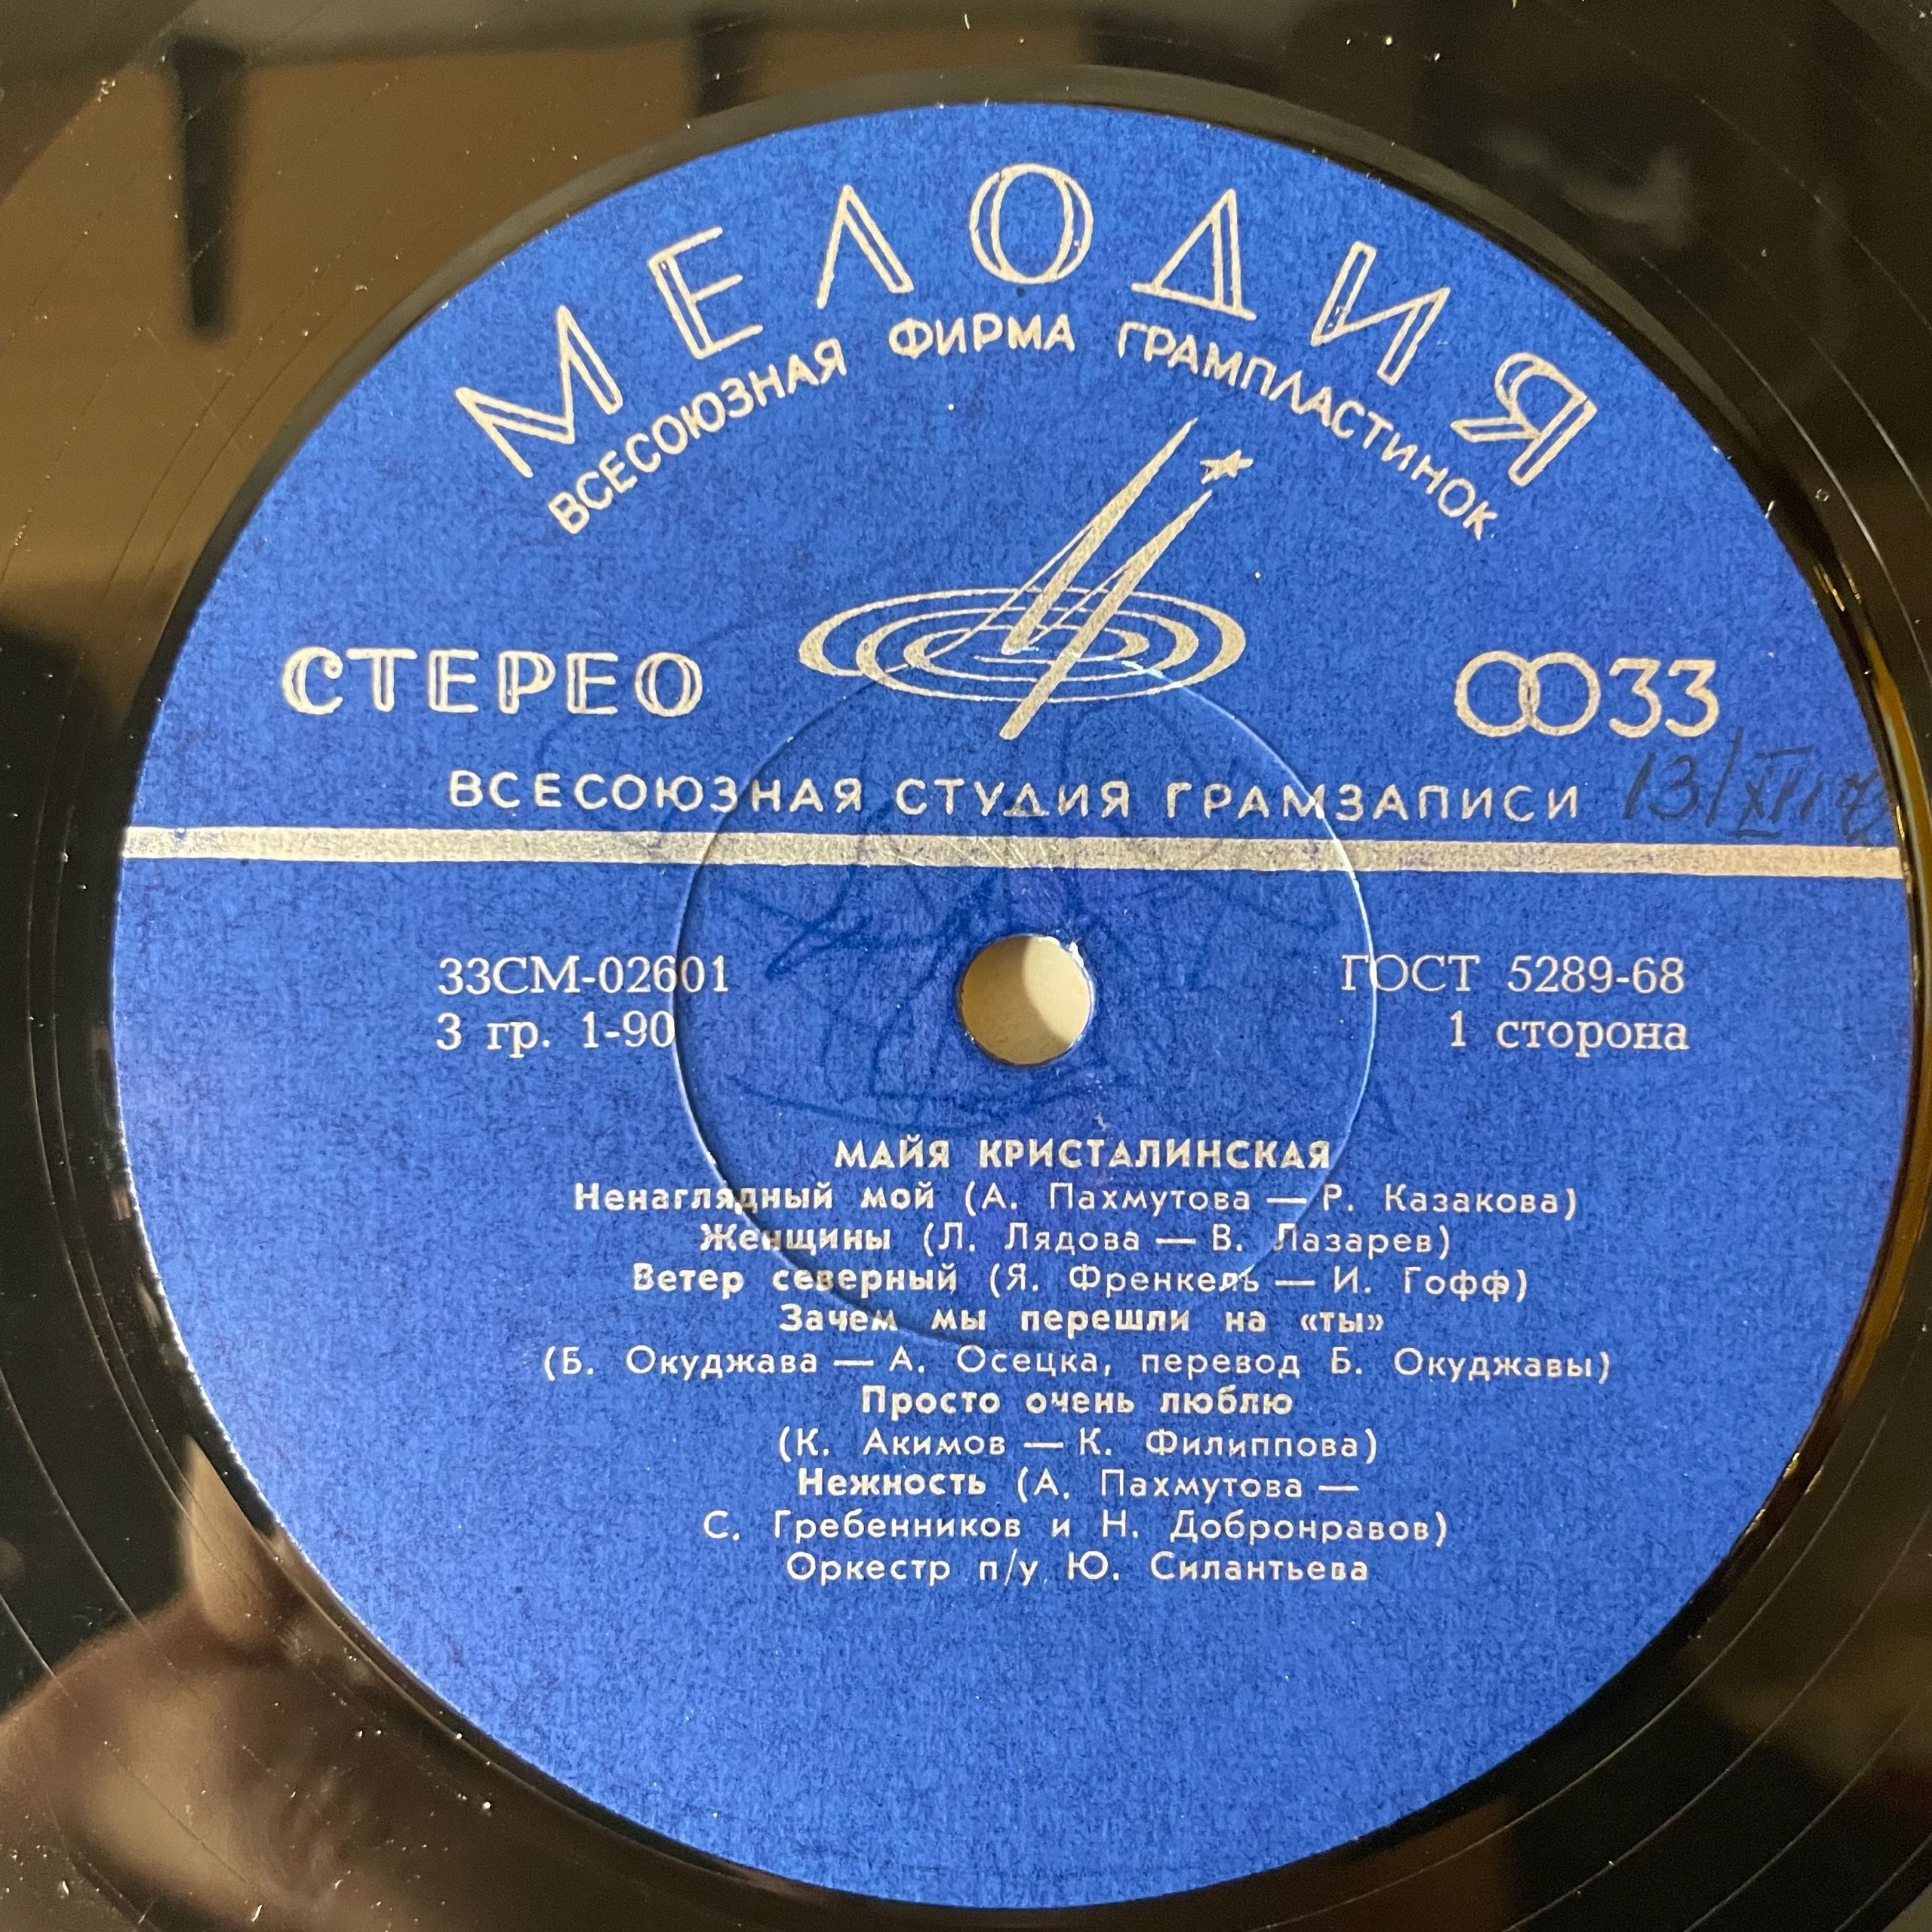 МЕЛОДИЯ
ВСЕСОЮЗНАЯ ФИРМА ГРАМПЛАСТИНОК
СТЕРЕО
33
ВСЕСОЮЗНАЯ СТУДИЯ ГРАМЗАПИСИ
13/XII
33СМ-02601
ГОСТ 5289-68
3 гр. 1-90
1 сторона
МАЙЯ КРИСТАЛИНСКАЯ
Ненаглядный мой (А. Пахмутова — Р. Казакова)
Женщины (Л. Лядова — В. Лазарев)
Ветер северный (Я. Френкель — И. Гофф)
Зачем мы перешли на «ты»
(Б. Окуджава — А. Осецка, перевод Б. Окуджавы)
Просто очень люблю
(К. Акимов — К. Филиппова)
Нежность (А. Пахмутова —
С. Гребенников и Н. Добронравов)
Оркестр п/у Ю. Силантьева